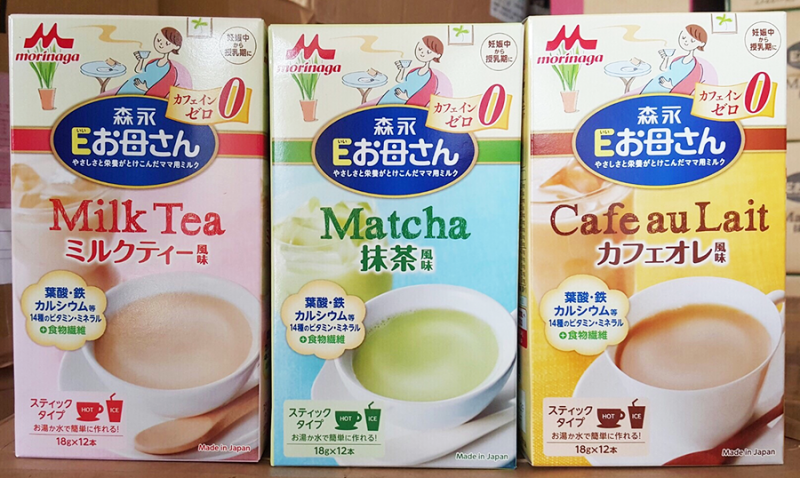 morinaga
妊娠中
から
授乳期に
カフェイン
ゼロ
0
森永
いい
Eお母さん
やさしさと栄養がとけこんだママ用ミルク
Milk Tea
ミルクティー風味
葉酸・鉄
カルシウム等
14種のビタミン・ミネラル
+食物繊維
スティック
タイプ
HOT
ICE
お湯か水で簡単に作れる!
18g×12本
Made in Japan
morinaga
妊娠中
から
授乳期に
カフェイン
ゼロ
0
森永
いい
Eお母さん
やさしさと栄養がとけこんだママ用ミルク
Matcha
抹茶風味
葉酸・鉄
カルシウム等
14種のビタミン・ミネラル
+食物繊維
スティック
タイプ
HOT
ICE
お湯か水で簡単に作れる!
18g×12本
Made in Japan
morinaga
妊娠中
から
授乳期に
カフェイン
ゼロ
0
森永
いい
Eお母さん
やさしさと栄養がとけこんだママ用ミルク
Cafe au Lait
カフェオレ風味
葉酸・鉄
カルシウム等
14種のビタミン・ミネラル
+食物繊維
スティック
タイプ
HOT
ICE
お湯か水で簡単に作れる!
18g×12本
Made in Japan